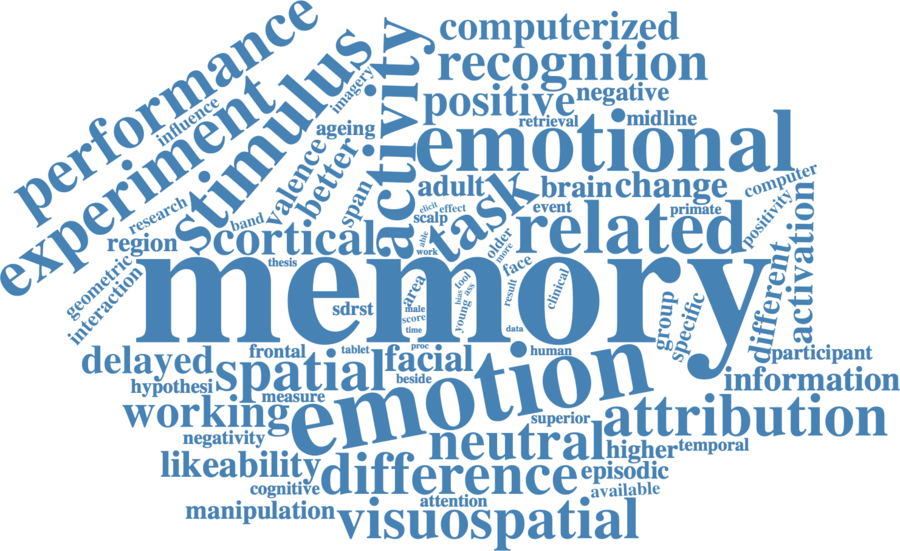 performance
influence
experiment
stimulus
imagery
activity
computerized
recognition
positive
negative
retrieval
midline
emotional
ageing
valence
better
span
research
band
region
cortical
adult
elicit
effect
scalp
task
brain
change
event
related
primate
computer
positivity
activation
different
geometric
interaction
thesis
memory
able
work
older
more
face
area
sdrst
male
score
time
bias
tool
young
ass
result
clinical
data
group
specific
participant
delayed
frontal
tablet
proc
facial
human
beside
hypothesi
spatial
measure
emotion
information
working
superior
attribution
negativity
neutral
higher
temporal
likeability
difference
episodic
cognitive
attention
available
manipulation
visuospatial